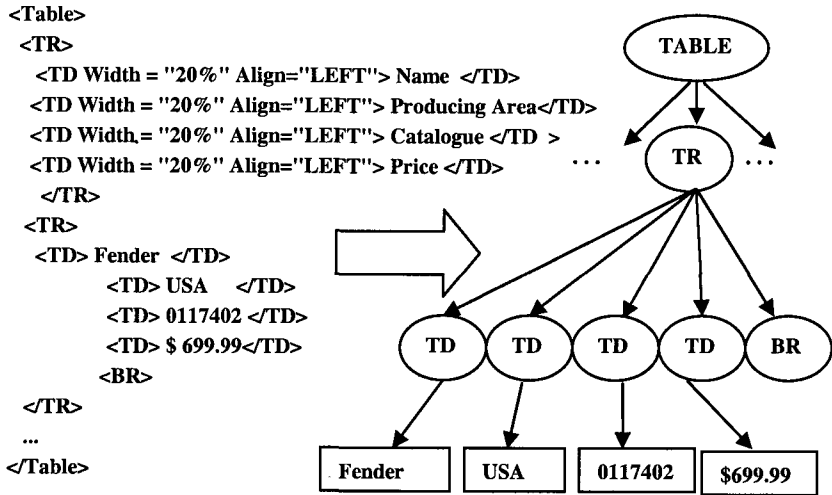 <Table>
<TR>
<TD Width = "20%" Align="LEFT"> Name </TD>
<TD Width = "20%" Align="LEFT"> Producing Area</TD>
<TD Width. = "20%" Align="LEFT"> Catalogue </TD >
<TD Width = "20%" Align="LEFT"> Price </TD>
</TR>
<TR>
<TD> Fender </TD>
<TD> USA </TD>
<TD> 0117402 </TD>
<TD> $ 699.99</TD>
<BR>
</TR>
...
</Table>
TABLE
... TR ...
TD TD TD TD BR
Fender USA 0117402 $699.99